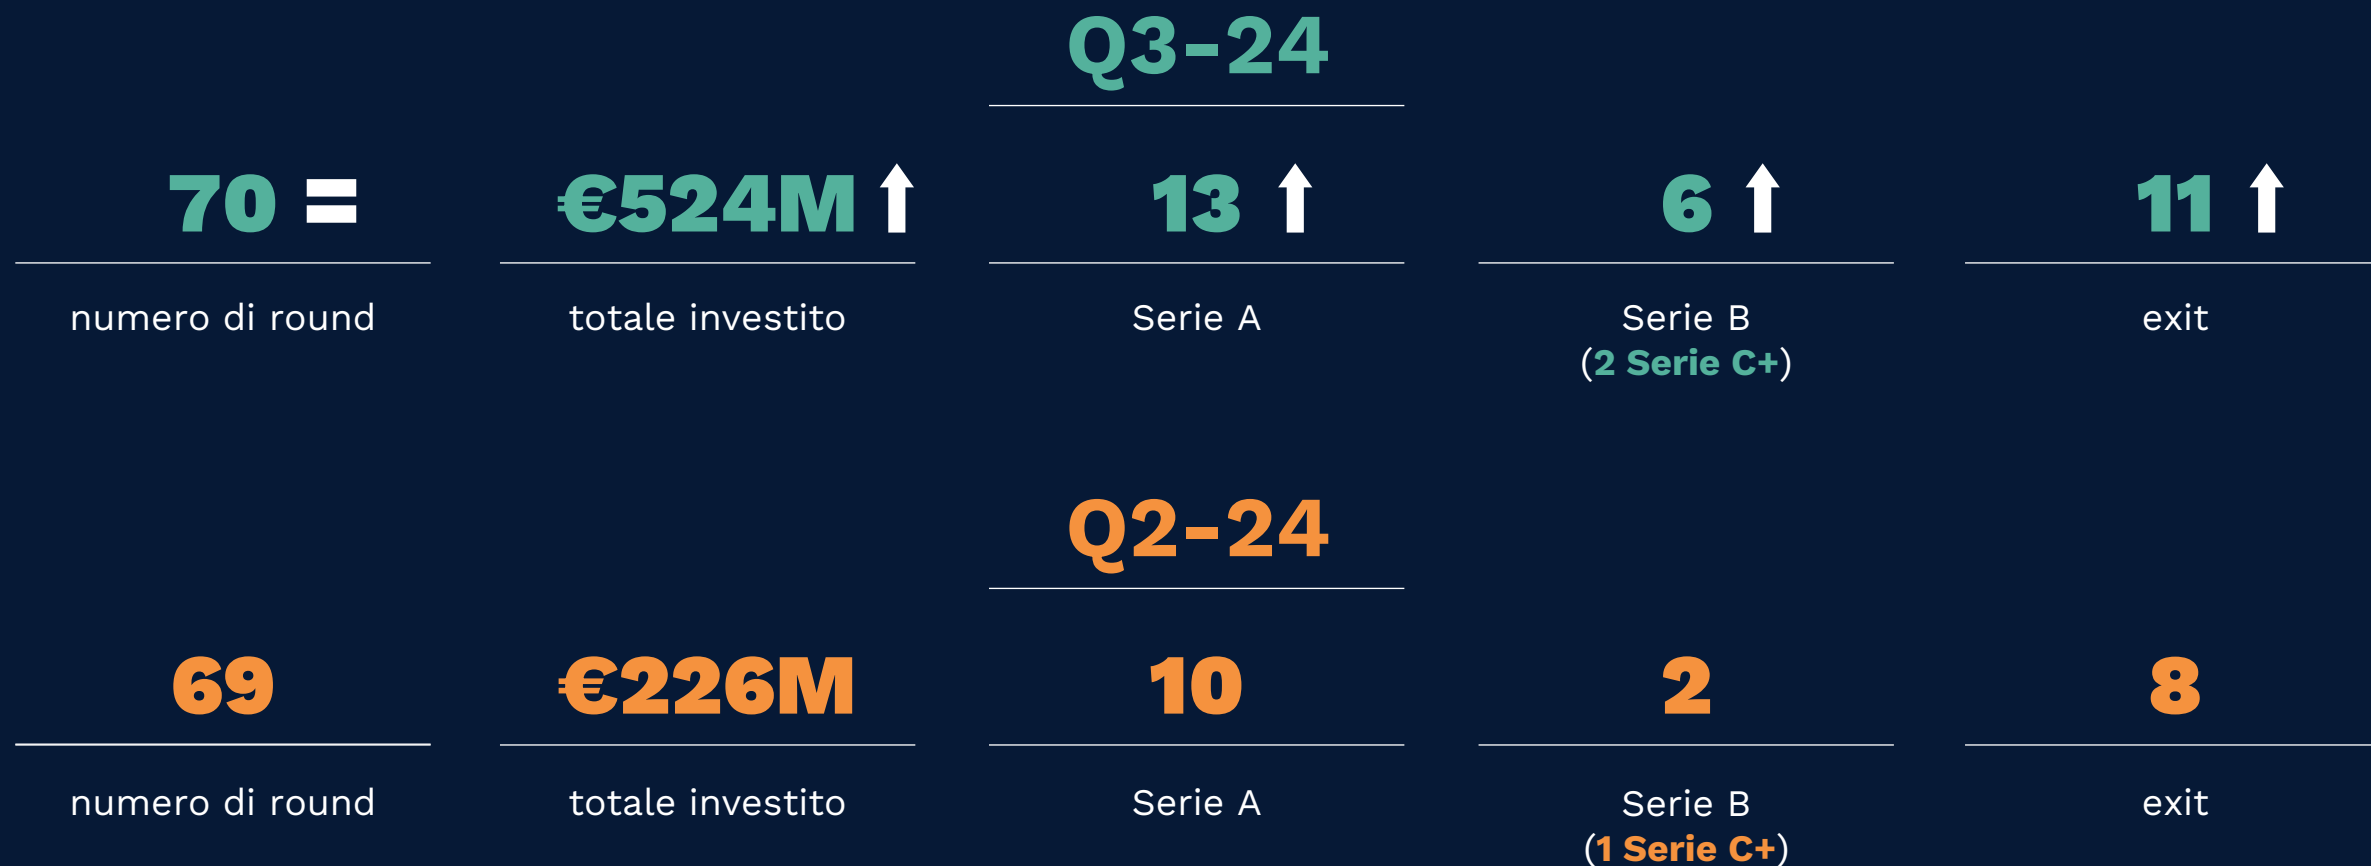 Q3-24
70 = €524M 13 6 11
numero di round totale investito Serie A Serie B exit
(2 Serie C+)
Q2-24
69 €226M 10 2 8
numero di round totale investito Serie A Serie B exit
(1 Serie C+)